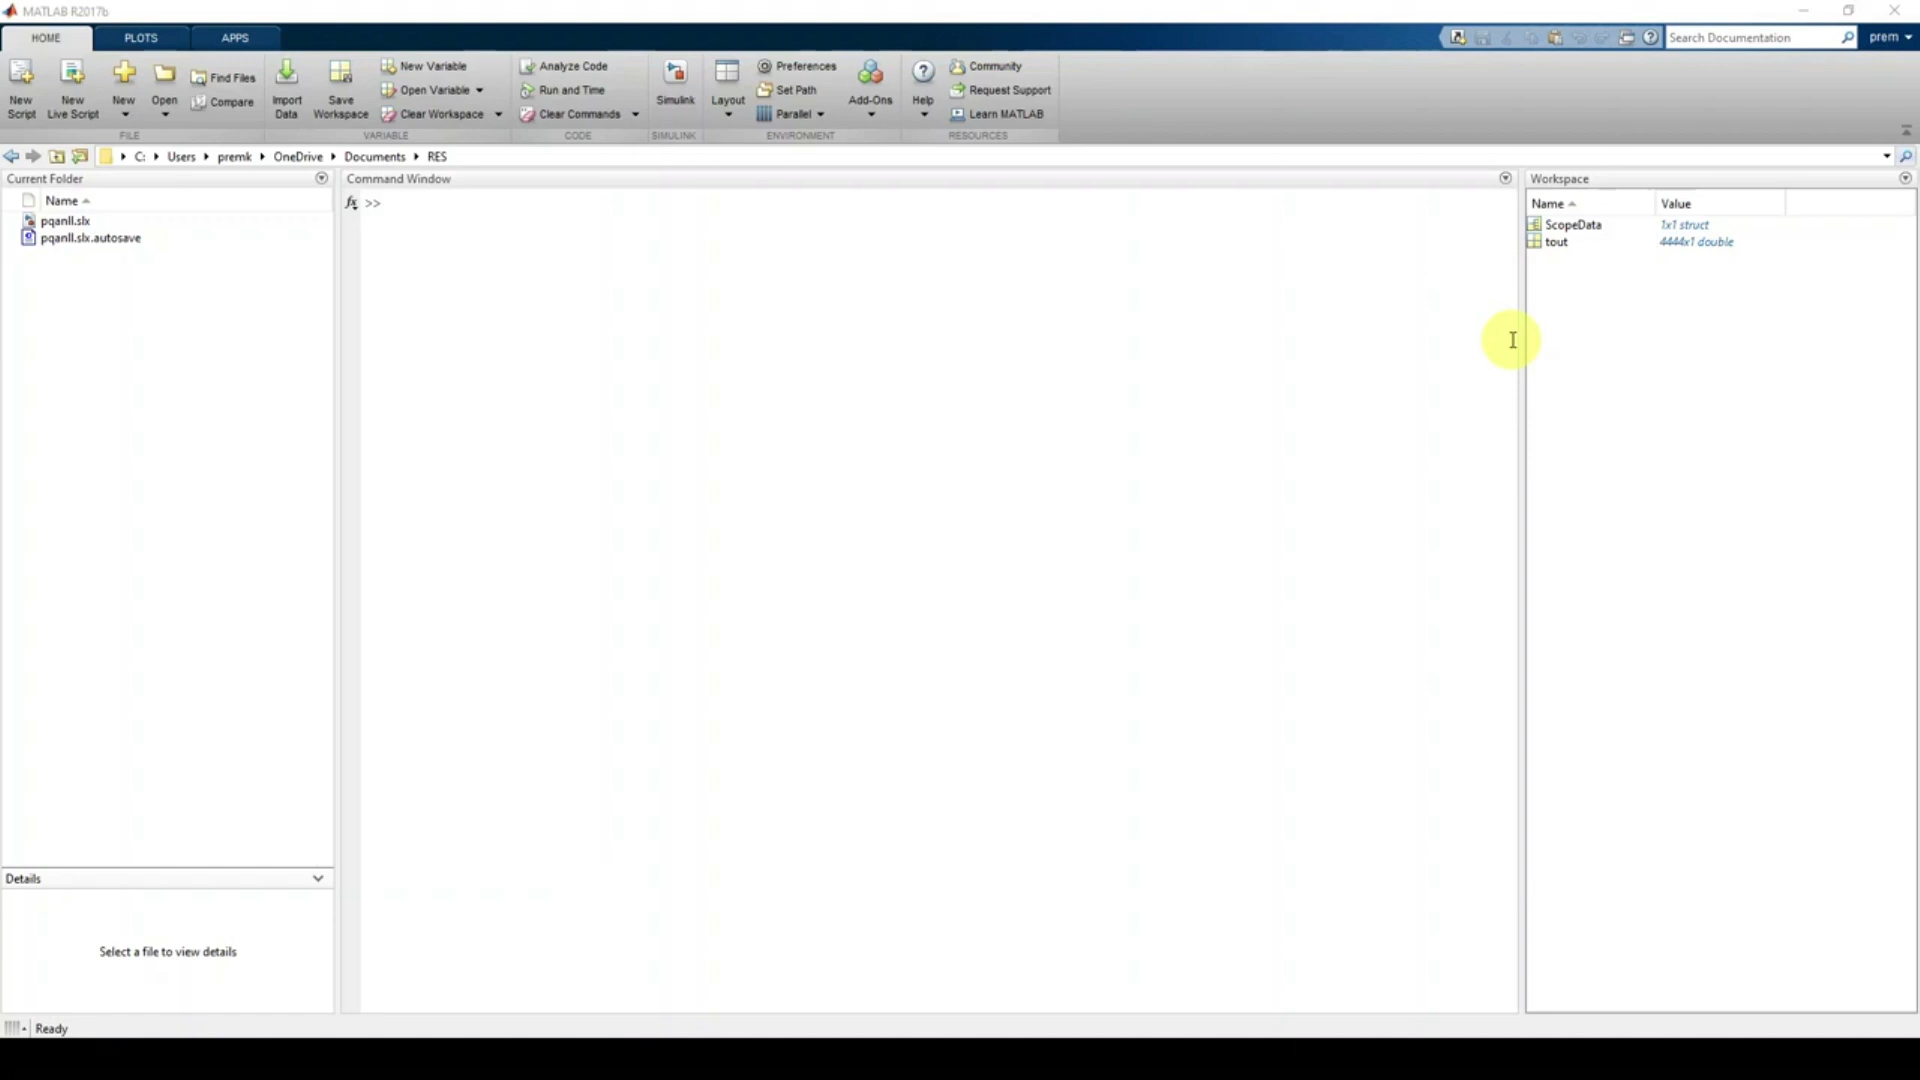 MATLAB R2017b
HOME PLOTS APPS
Search Documentation
prem
New Script
New Live Script
New
Open
Find Files
Compare
FILE
Import Data
Save Workspace
New Variable
Open Variable
Clear Workspace
VARIABLE
Analyze Code
Run and Time
Clear Commands
CODE
Simulink
SIMULINK
Layout
Preferences
Set Path
Parallel
Add-Ons
ENVIRONMENT
Help
Community
Request Support
Learn MATLAB
RESOURCES
C: Users premk OneDrive Documents RES
Current Folder
Name
pqanll.slx
pqanll.slx.autosave
Details
Select a file to view details
Command Window
fx >>
Workspace
Name Value
ScopeData 1x1 struct
tout 4444x1 double
Ready